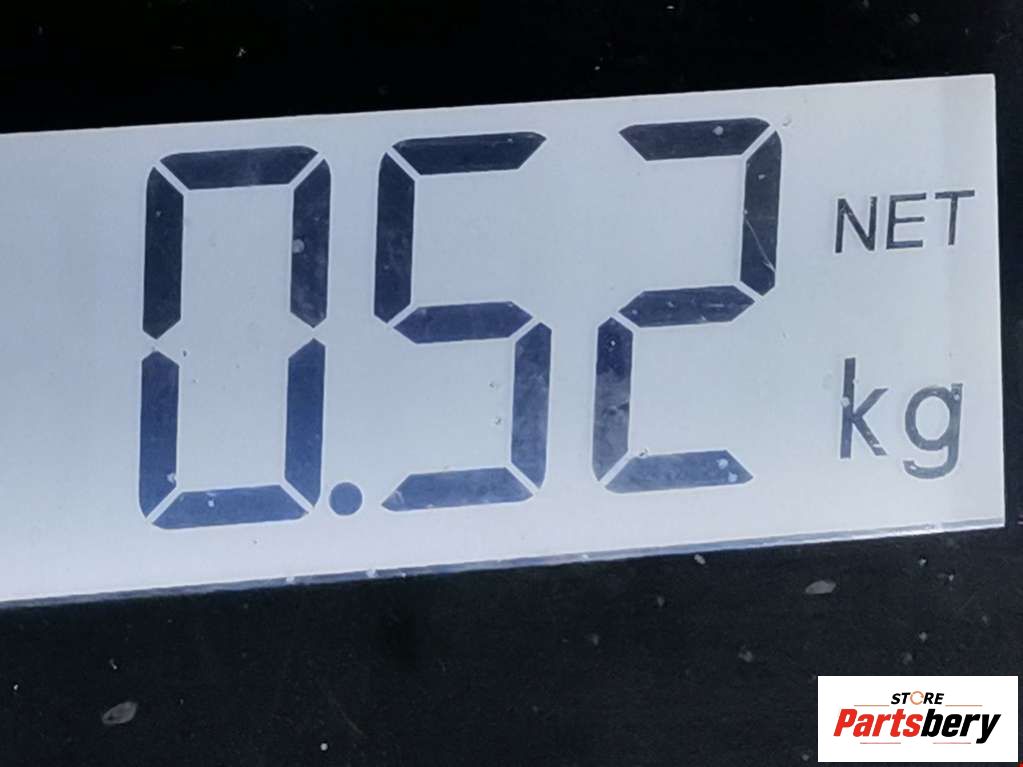 0.52 NET
kg
STORE
Partsbery